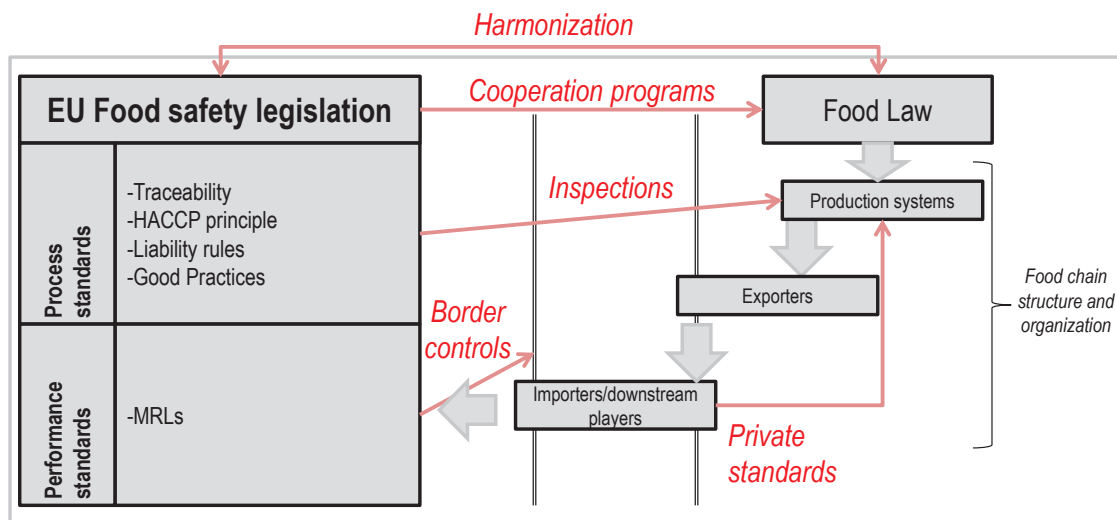 Harmonization
EU Food safety legislation
Cooperation programs
Food Law
Process
standards
-Traceability
-HACCP principle
-Liability rules
-Good Practices
Inspections
Production systems
Exporters
Food chain
structure and
organization
Border
controls
Performance
standards
-MRLs
Importers/downstream
players
Private
standards